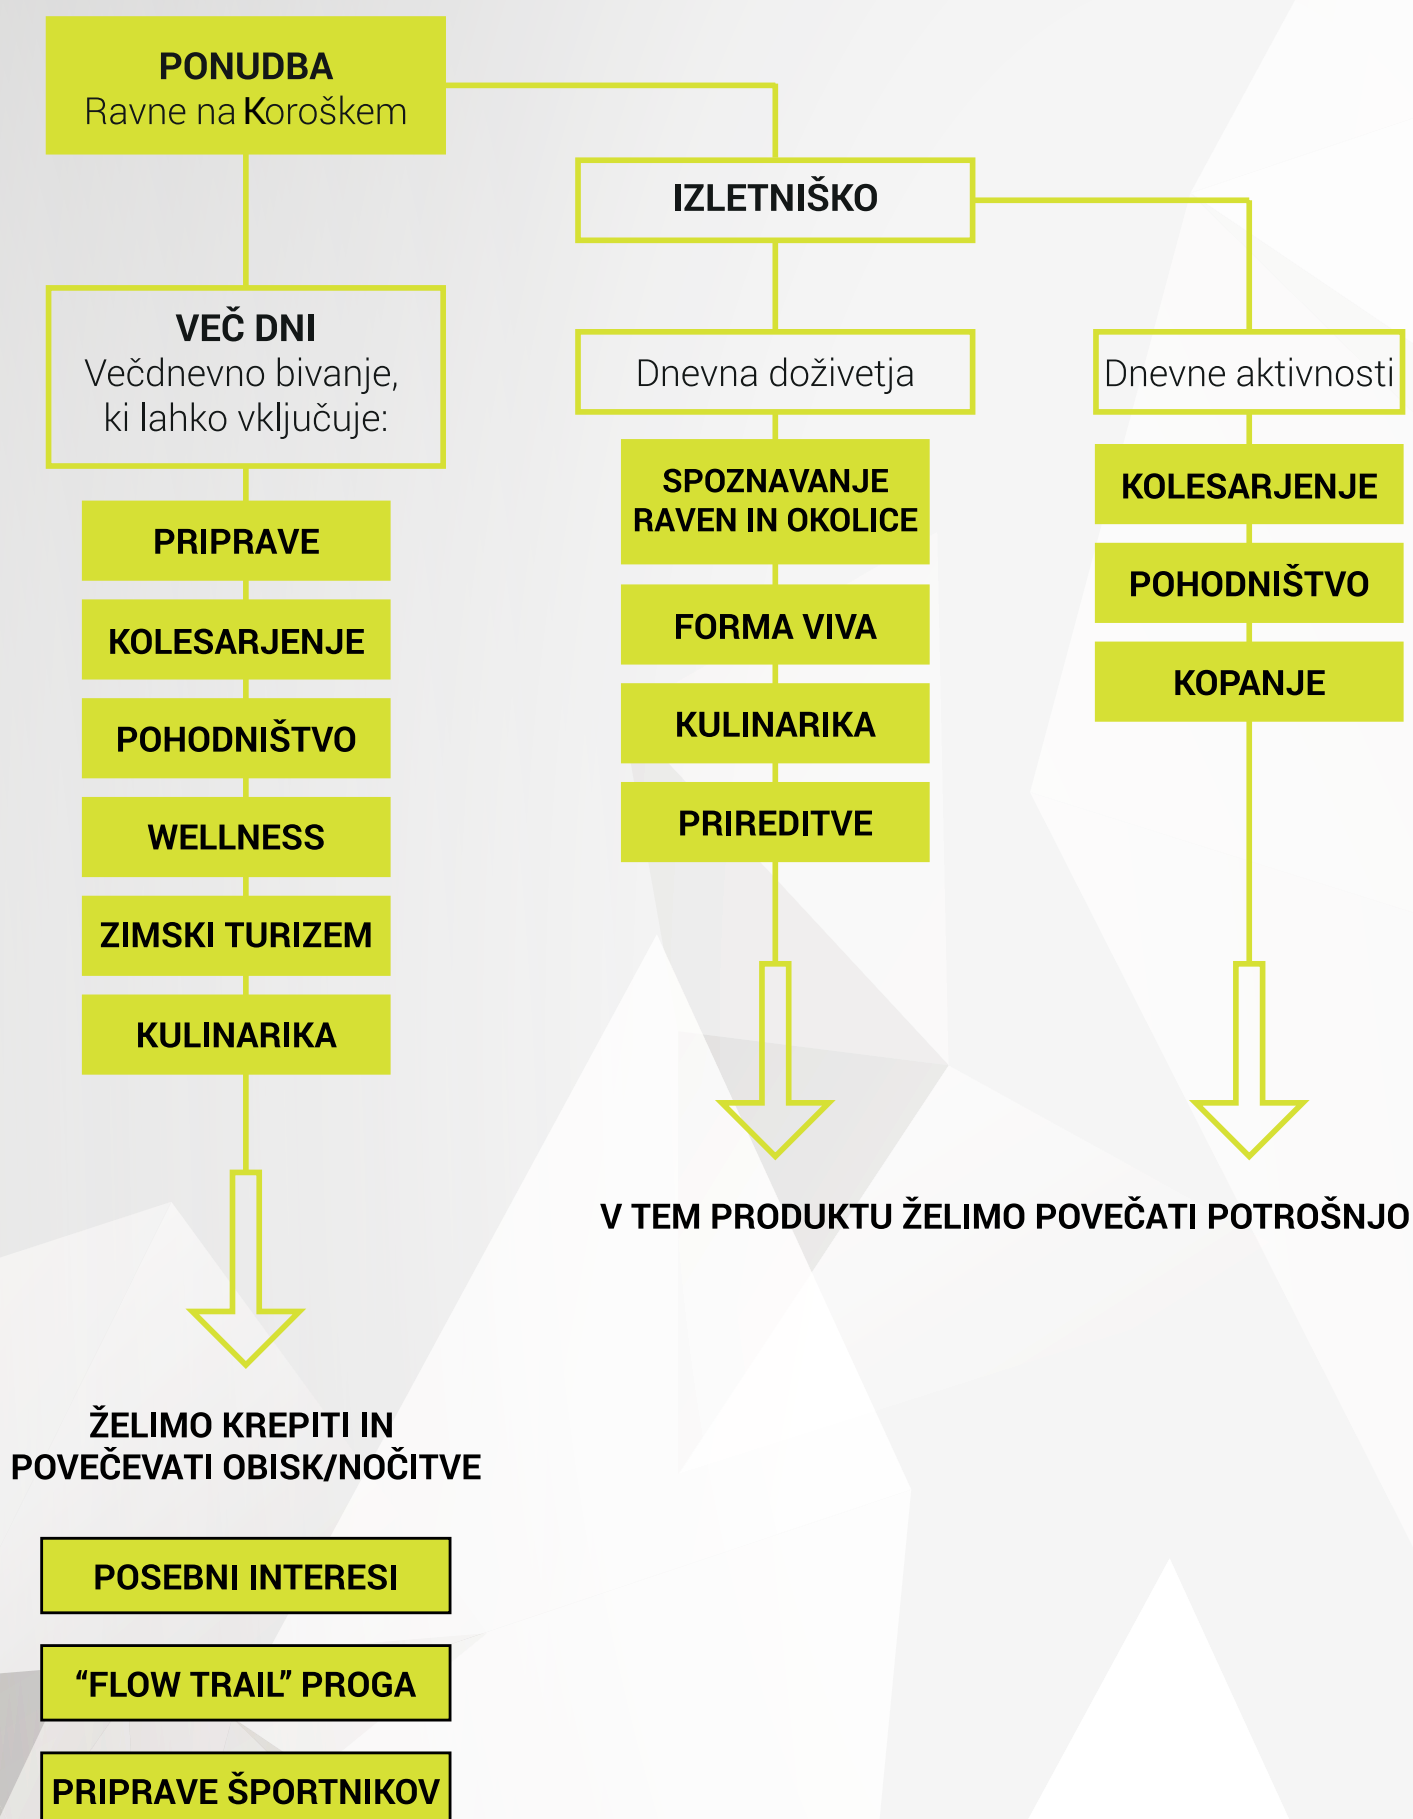 PONUDBA
Ravne na Koroškem
IZLETNIŠKO
VEČ DNI
Večdnevno bivanje,
ki lahko vključuje:
PRIPRAVE
KOLESARJENJE
POHODNIŠTVO
WELLNESS
ZIMSKI TURIZEM
KULINARIKA
ŽELIMO KREPITI IN
POVEČEVATI OBISK/NOČITVE
POSEBNI INTERESI
“FLOW TRAIL” PROGA
PRIPRAVE ŠPORTNIKOV
Dnevna doživetja
SPOZNAVANJE
RAVEN IN OKOLICE
FORMA VIVA
KULINARIKA
PRIREDITVE
Dnevne aktivnosti
KOLESARJENJE
POHODNIŠTVO
KOPANJE
V TEM PRODUKTU ŽELIMO POVEČATI POTROŠNJO